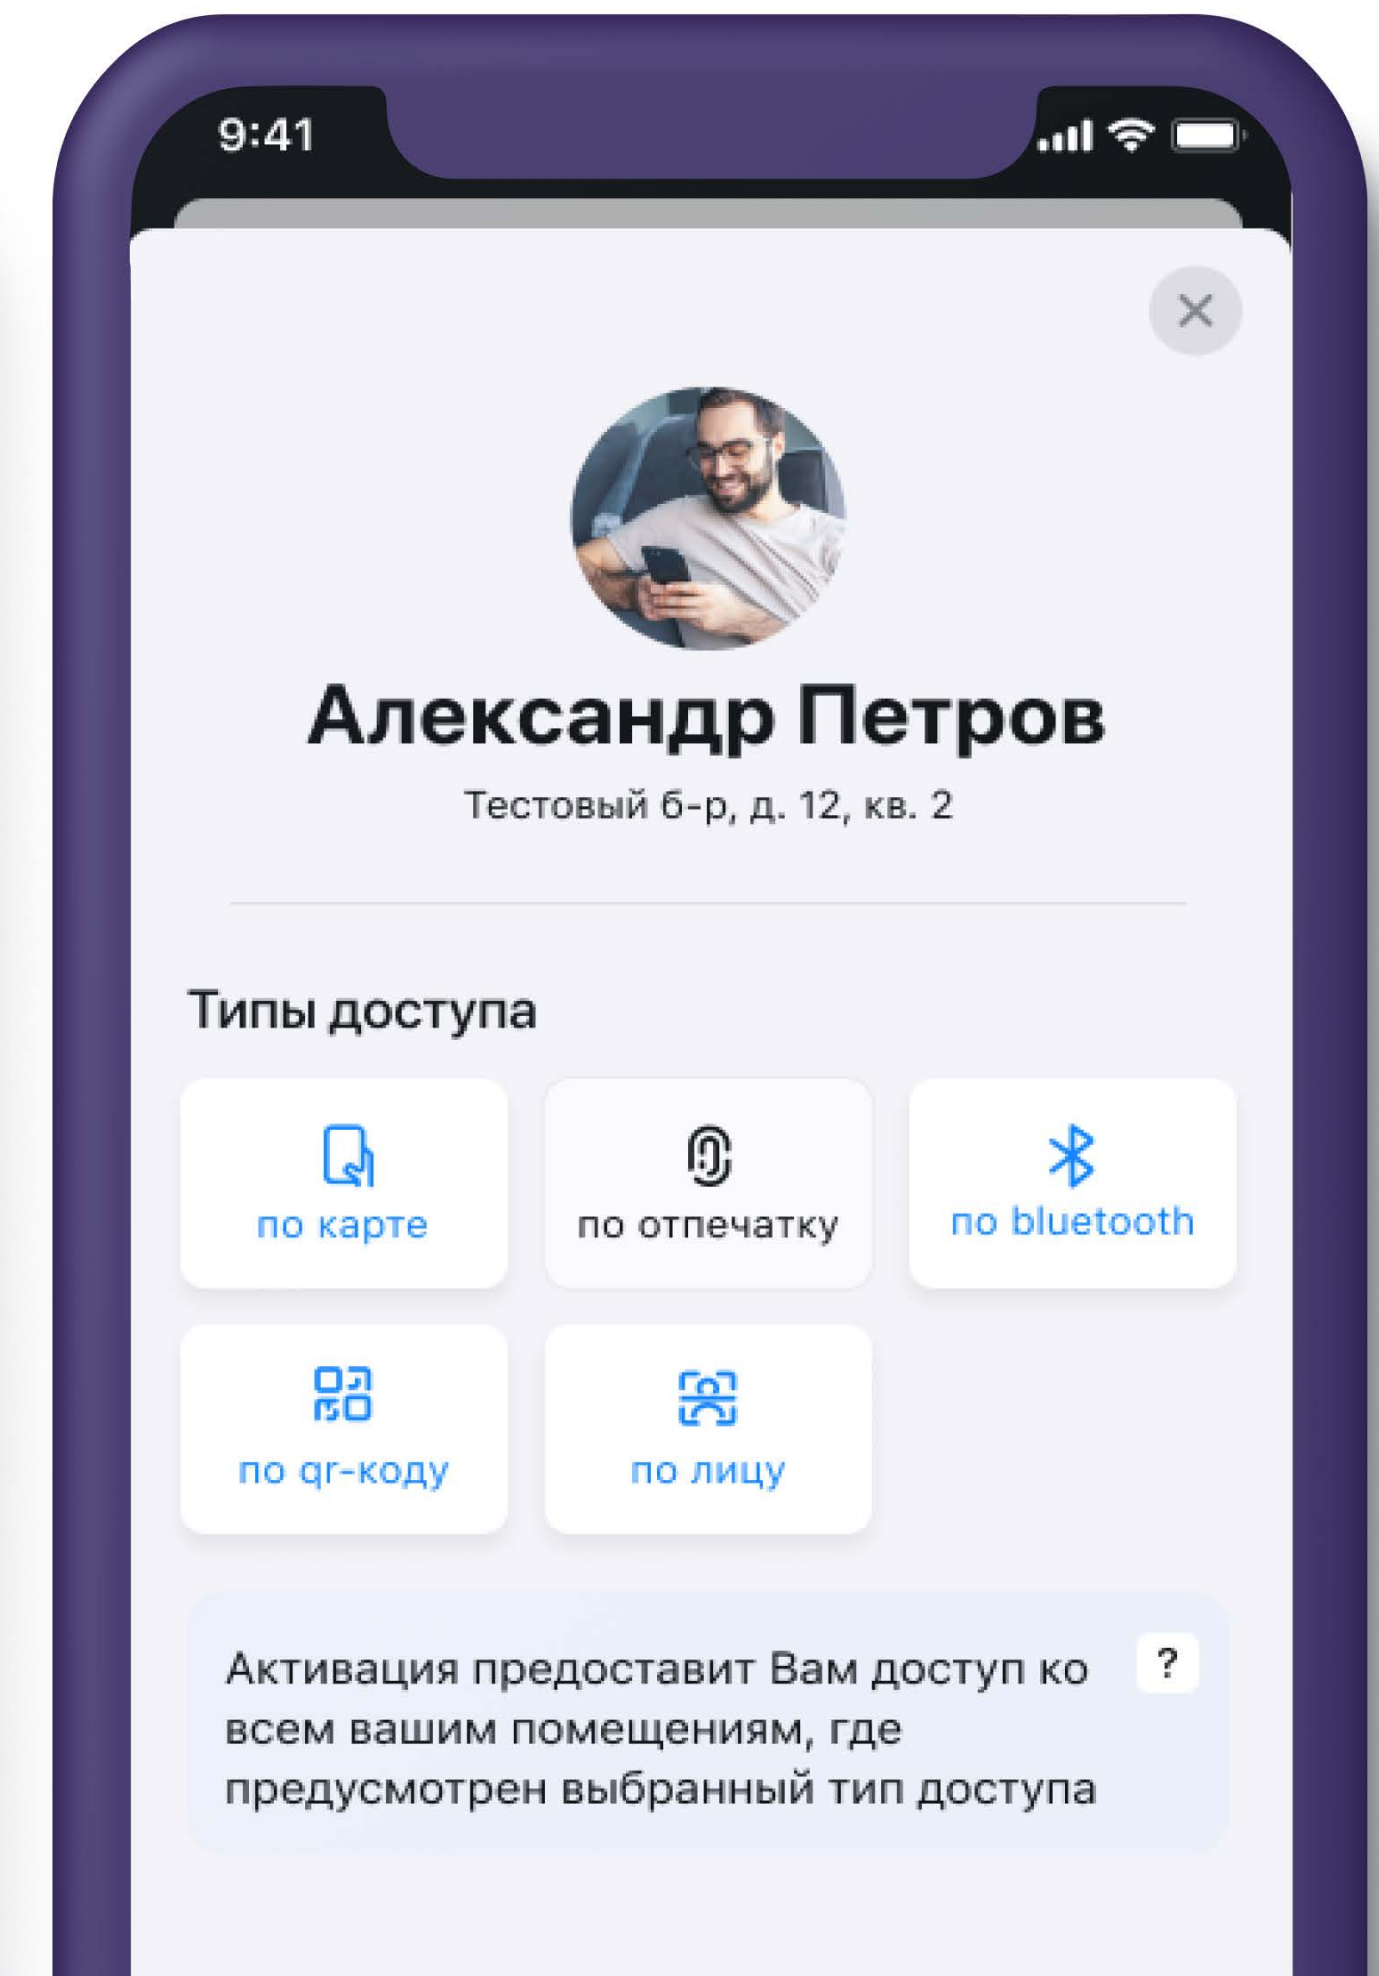 9:41
Александр Петров
Тестовый б-р, д. 12, кв. 2
Типы доступа
по карте
по отпечатку
по bluetooth
по qr-коду
по лицу
Активация предоставит Вам доступ ко
?
всем вашим помещениям, где
предусмотрен выбранный тип доступа